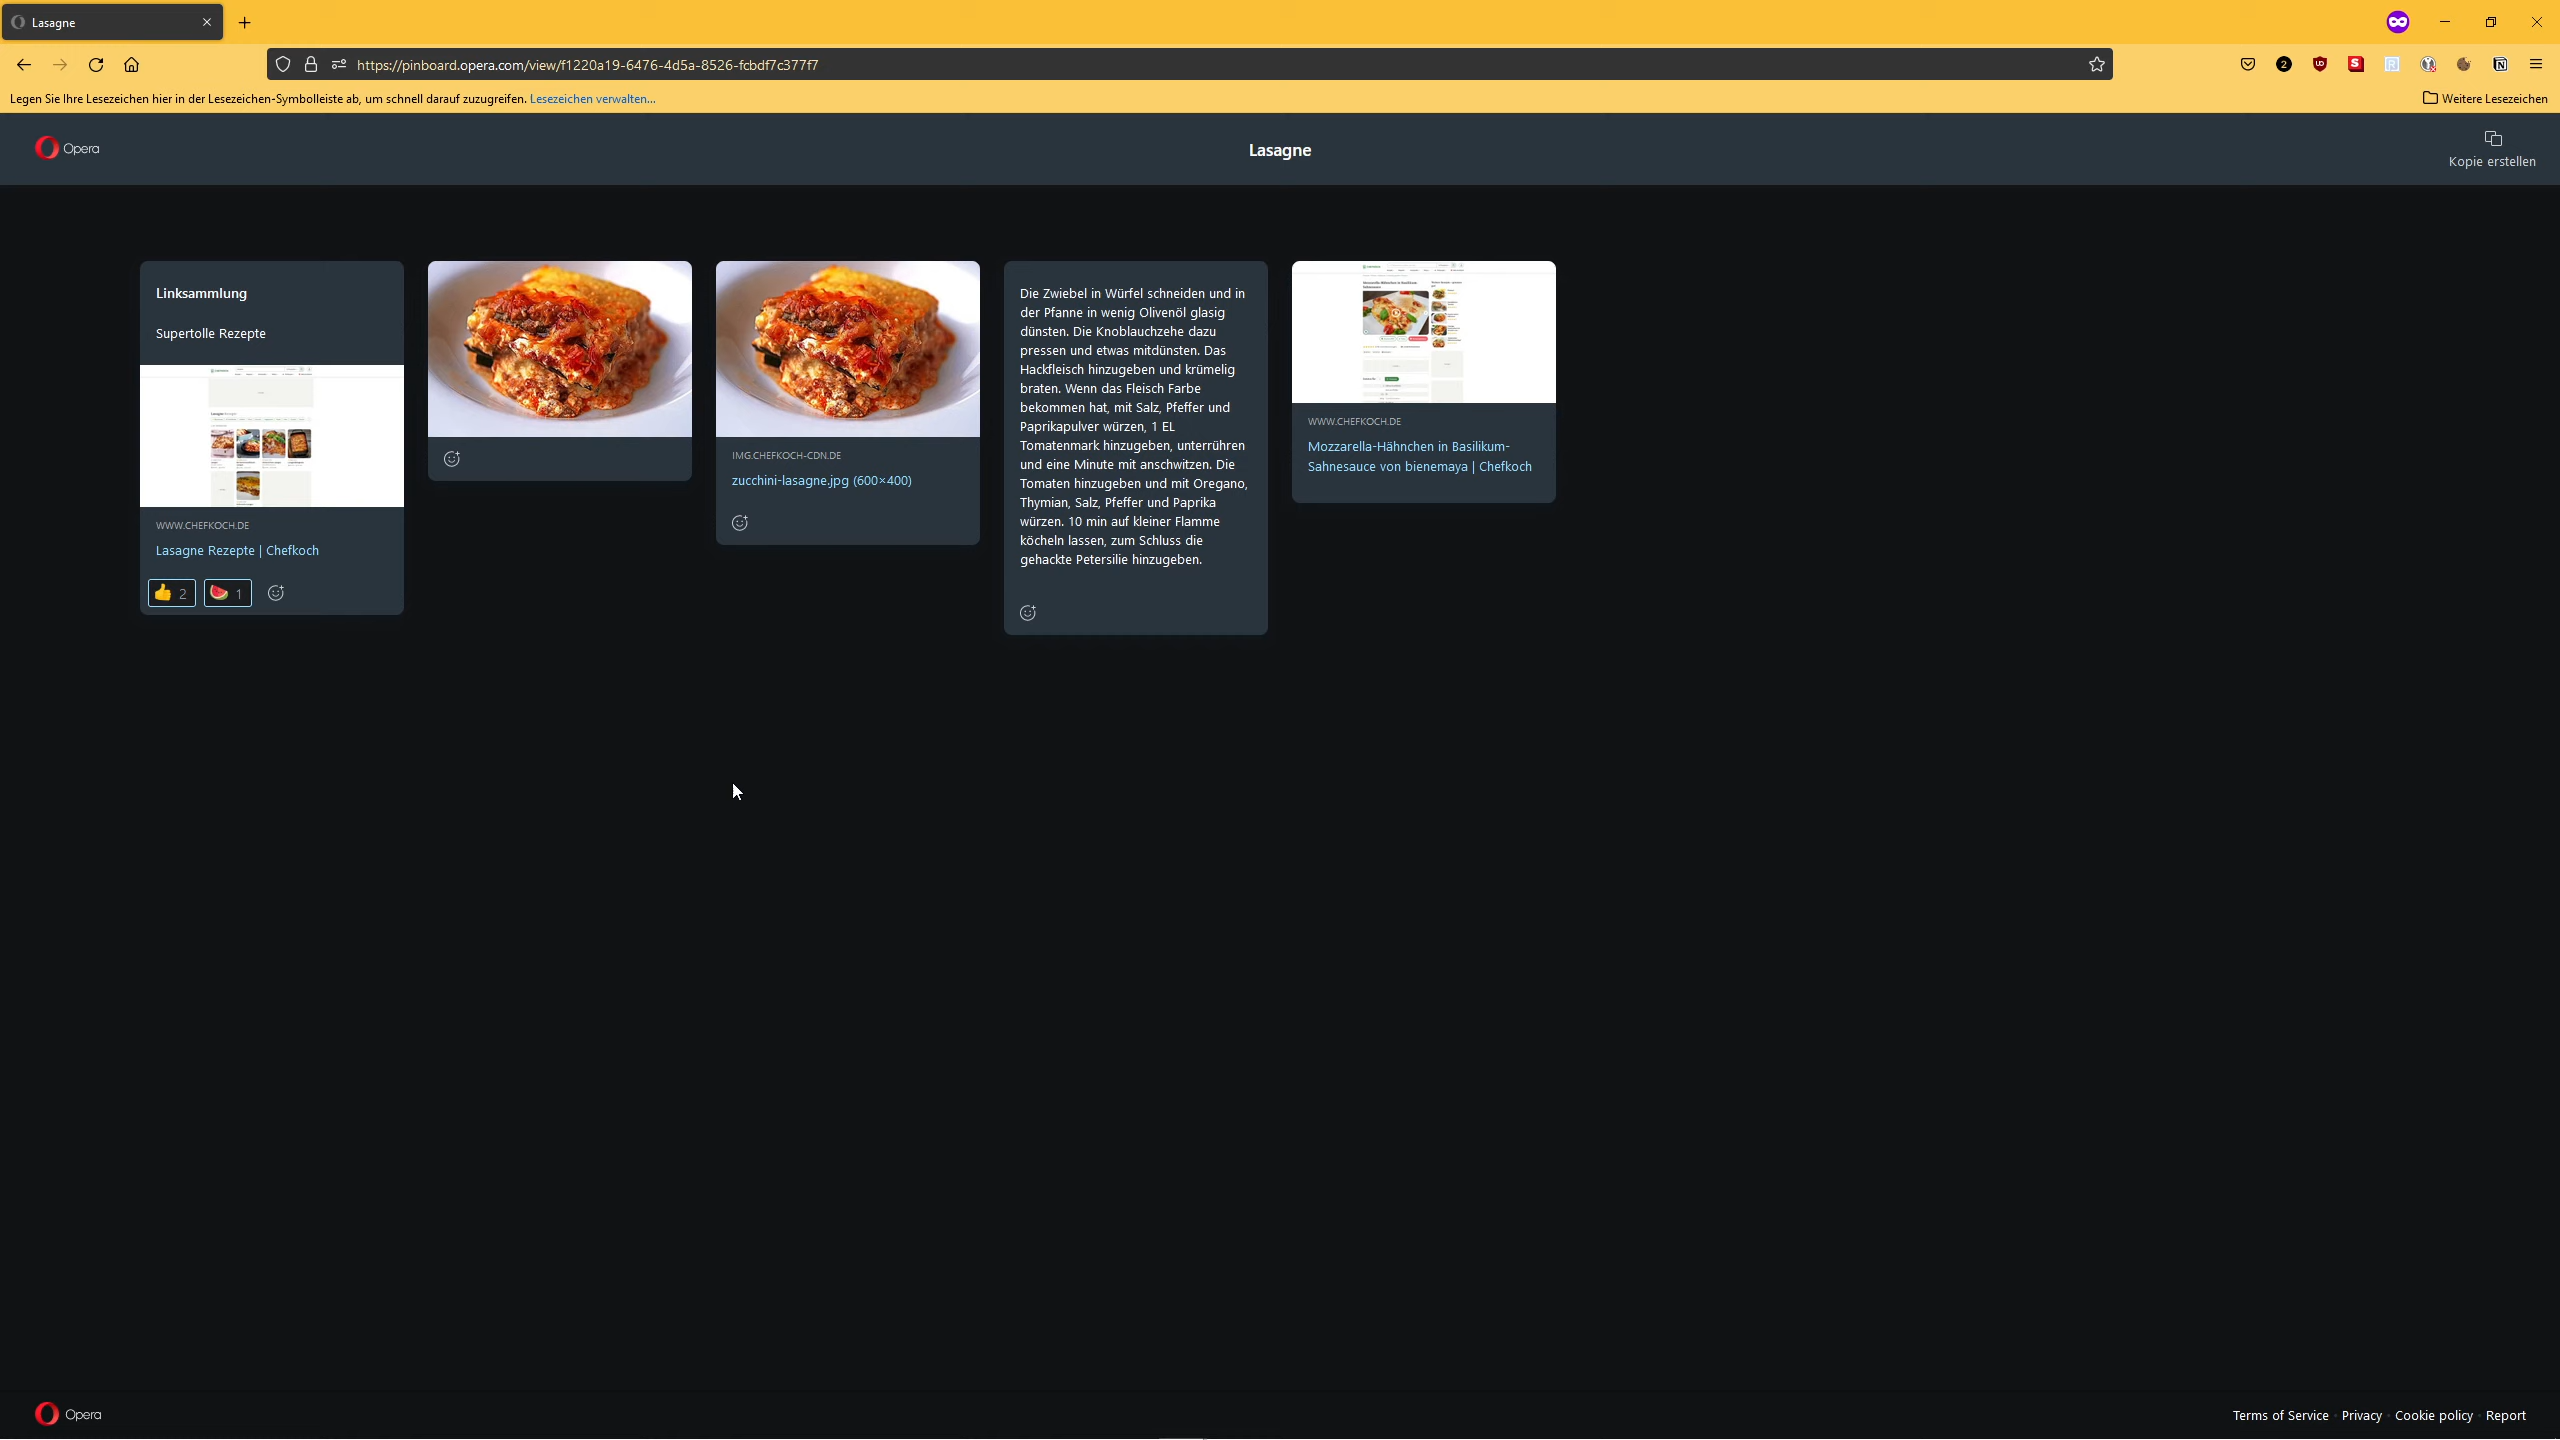 Lasagne
https://pinboard.opera.com/view/f1220a19-6476-4d5a-8526-fcbdf7c377f7
2
Legen Sie Ihre Lesezeichen hier in der Lesezeichen-Symbolleiste ab, um schnell darauf zuzugreifen. Lesezeichen verwalten...
Weitere Lesezeichen
Opera
Lasagne
Kopie erstellen
Linksammlung
Supertolle Rezepte
WWW.CHEFKOCH.DE
Lasagne Rezepte | Chefkoch
2
1
IMG.CHEFKOCH-CDN.DE
zucchini-lasagne.jpg (600×400)
Die Zwiebel in Würfel schneiden und in
der Pfanne in wenig Olivenöl glasig
dünsten. Die Knoblauchzehe dazu
pressen und etwas mitdünsten. Das
Hackfleisch hinzugeben und krümelig
braten. Wenn das Fleisch Farbe
bekommen hat, mit Salz, Pfeffer und
Paprikapulver würzen, 1 EL
Tomatenmark hinzugeben, unterrühren
und eine Minute mit anschwitzen. Die
Tomaten hinzugeben und mit Oregano,
Thymian, Salz, Pfeffer und Paprika
würzen. 10 min auf kleiner Flamme
köcheln lassen, zum Schluss die
gehackte Petersilie hinzugeben.
WWW.CHEFKOCH.DE
Mozzarella-Hähnchen in Basilikum-
Sahnesauce von bienemaya | Chefkoch
Opera
Terms of Service · Privacy · Cookie policy · Report